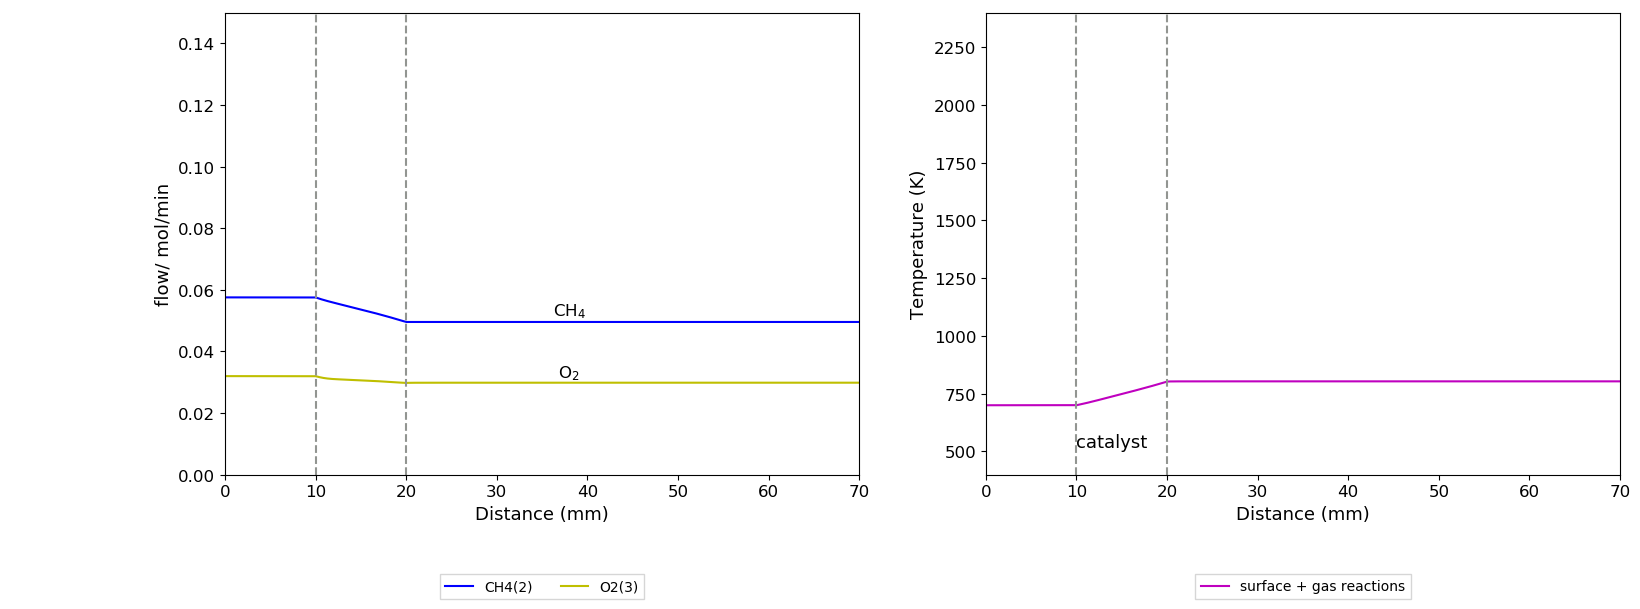 0.14
0.12
0.10
0.08
0.06
0.04
0.02
0.00
flow/ mol/min
CH₄
O₂
0 10 20 30 40 50 60 70
Distance (mm)
CH4(2) O2(3)
2250
2000
1750
1500
1250
1000
750
500
Temperature (K)
catalyst
0 10 20 30 40 50 60 70
Distance (mm)
surface + gas reactions